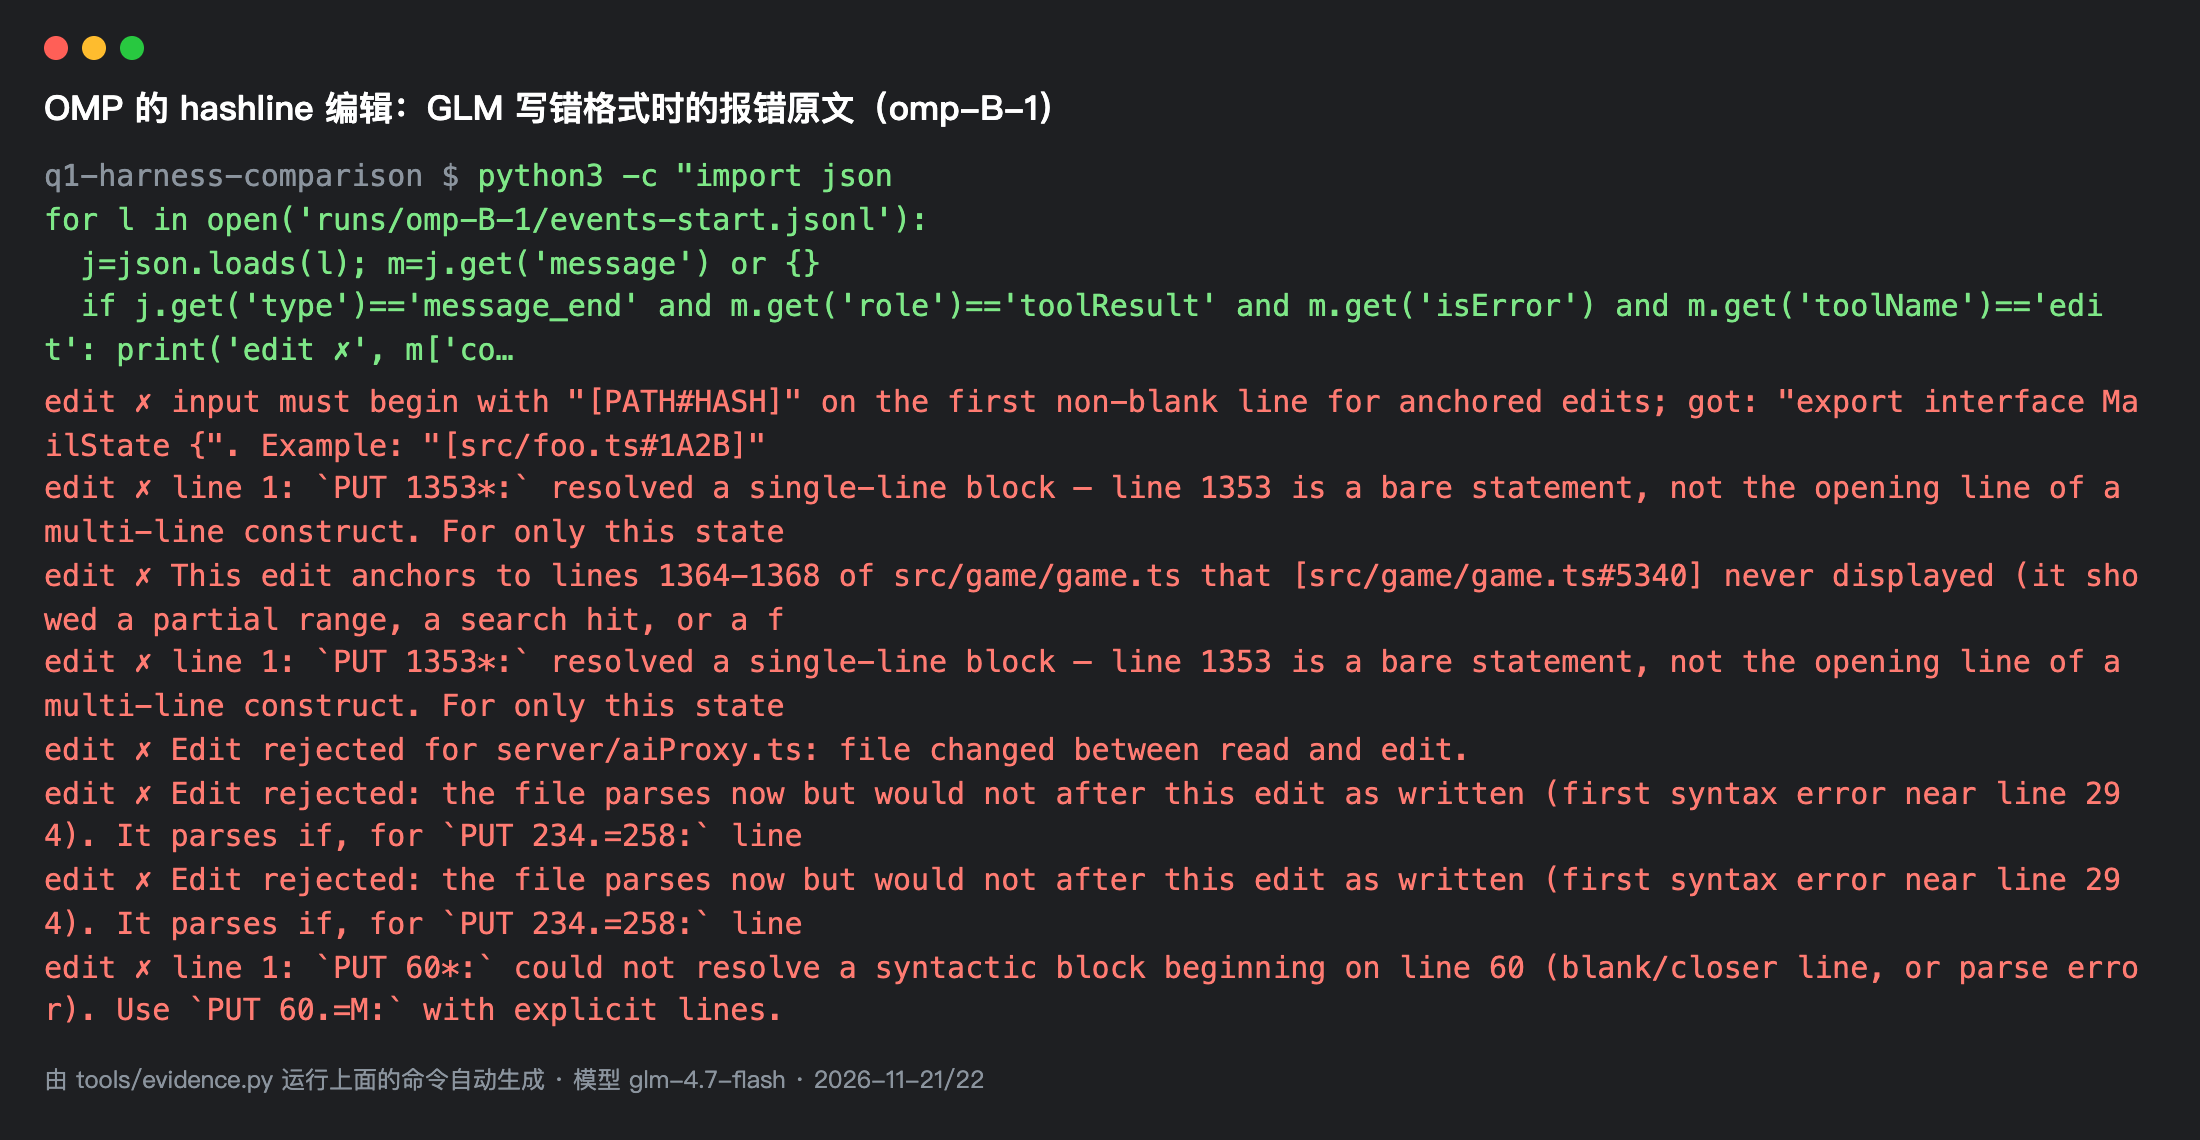 OMP 的 hashline 编辑：GLM 写错格式时的报错原文（omp-B-1）
q1-harness-comparison $ python3 -c "import json
for l in open('runs/omp-B-1/events-start.jsonl'):
  j=json.loads(l); m=j.get('message') or {}
  if j.get('type')=='message_end' and m.get('role')=='toolResult' and m.get('isError') and m.get('toolName')=='edi
t': print('edit ✗', m['co…
edit ✗ input must begin with "[PATH#HASH]" on the first non-blank line for anchored edits; got: "export interface Ma
ilState {". Example: "[src/foo.ts#1A2B]"
edit ✗ line 1: `PUT 1353*:` resolved a single-line block — line 1353 is a bare statement, not the opening line of a
multi-line construct. For only this state
edit ✗ This edit anchors to lines 1364-1368 of src/game/game.ts that [src/game/game.ts#5340] never displayed (it sho
wed a partial range, a search hit, or a f
edit ✗ line 1: `PUT 1353*:` resolved a single-line block — line 1353 is a bare statement, not the opening line of a
multi-line construct. For only this state
edit ✗ Edit rejected for server/aiProxy.ts: file changed between read and edit.
edit ✗ Edit rejected: the file parses now but would not after this edit as written (first syntax error near line 29
4). It parses if, for `PUT 234.=258:` line
edit ✗ Edit rejected: the file parses now but would not after this edit as written (first syntax error near line 29
4). It parses if, for `PUT 234.=258:` line
edit ✗ line 1: `PUT 60*:` could not resolve a syntactic block beginning on line 60 (blank/closer line, or parse erro
r). Use `PUT 60.=M:` with explicit lines.
由 tools/evidence.py 运行上面的命令自动生成 · 模型 glm-4.7-flash · 2026-11-21/22